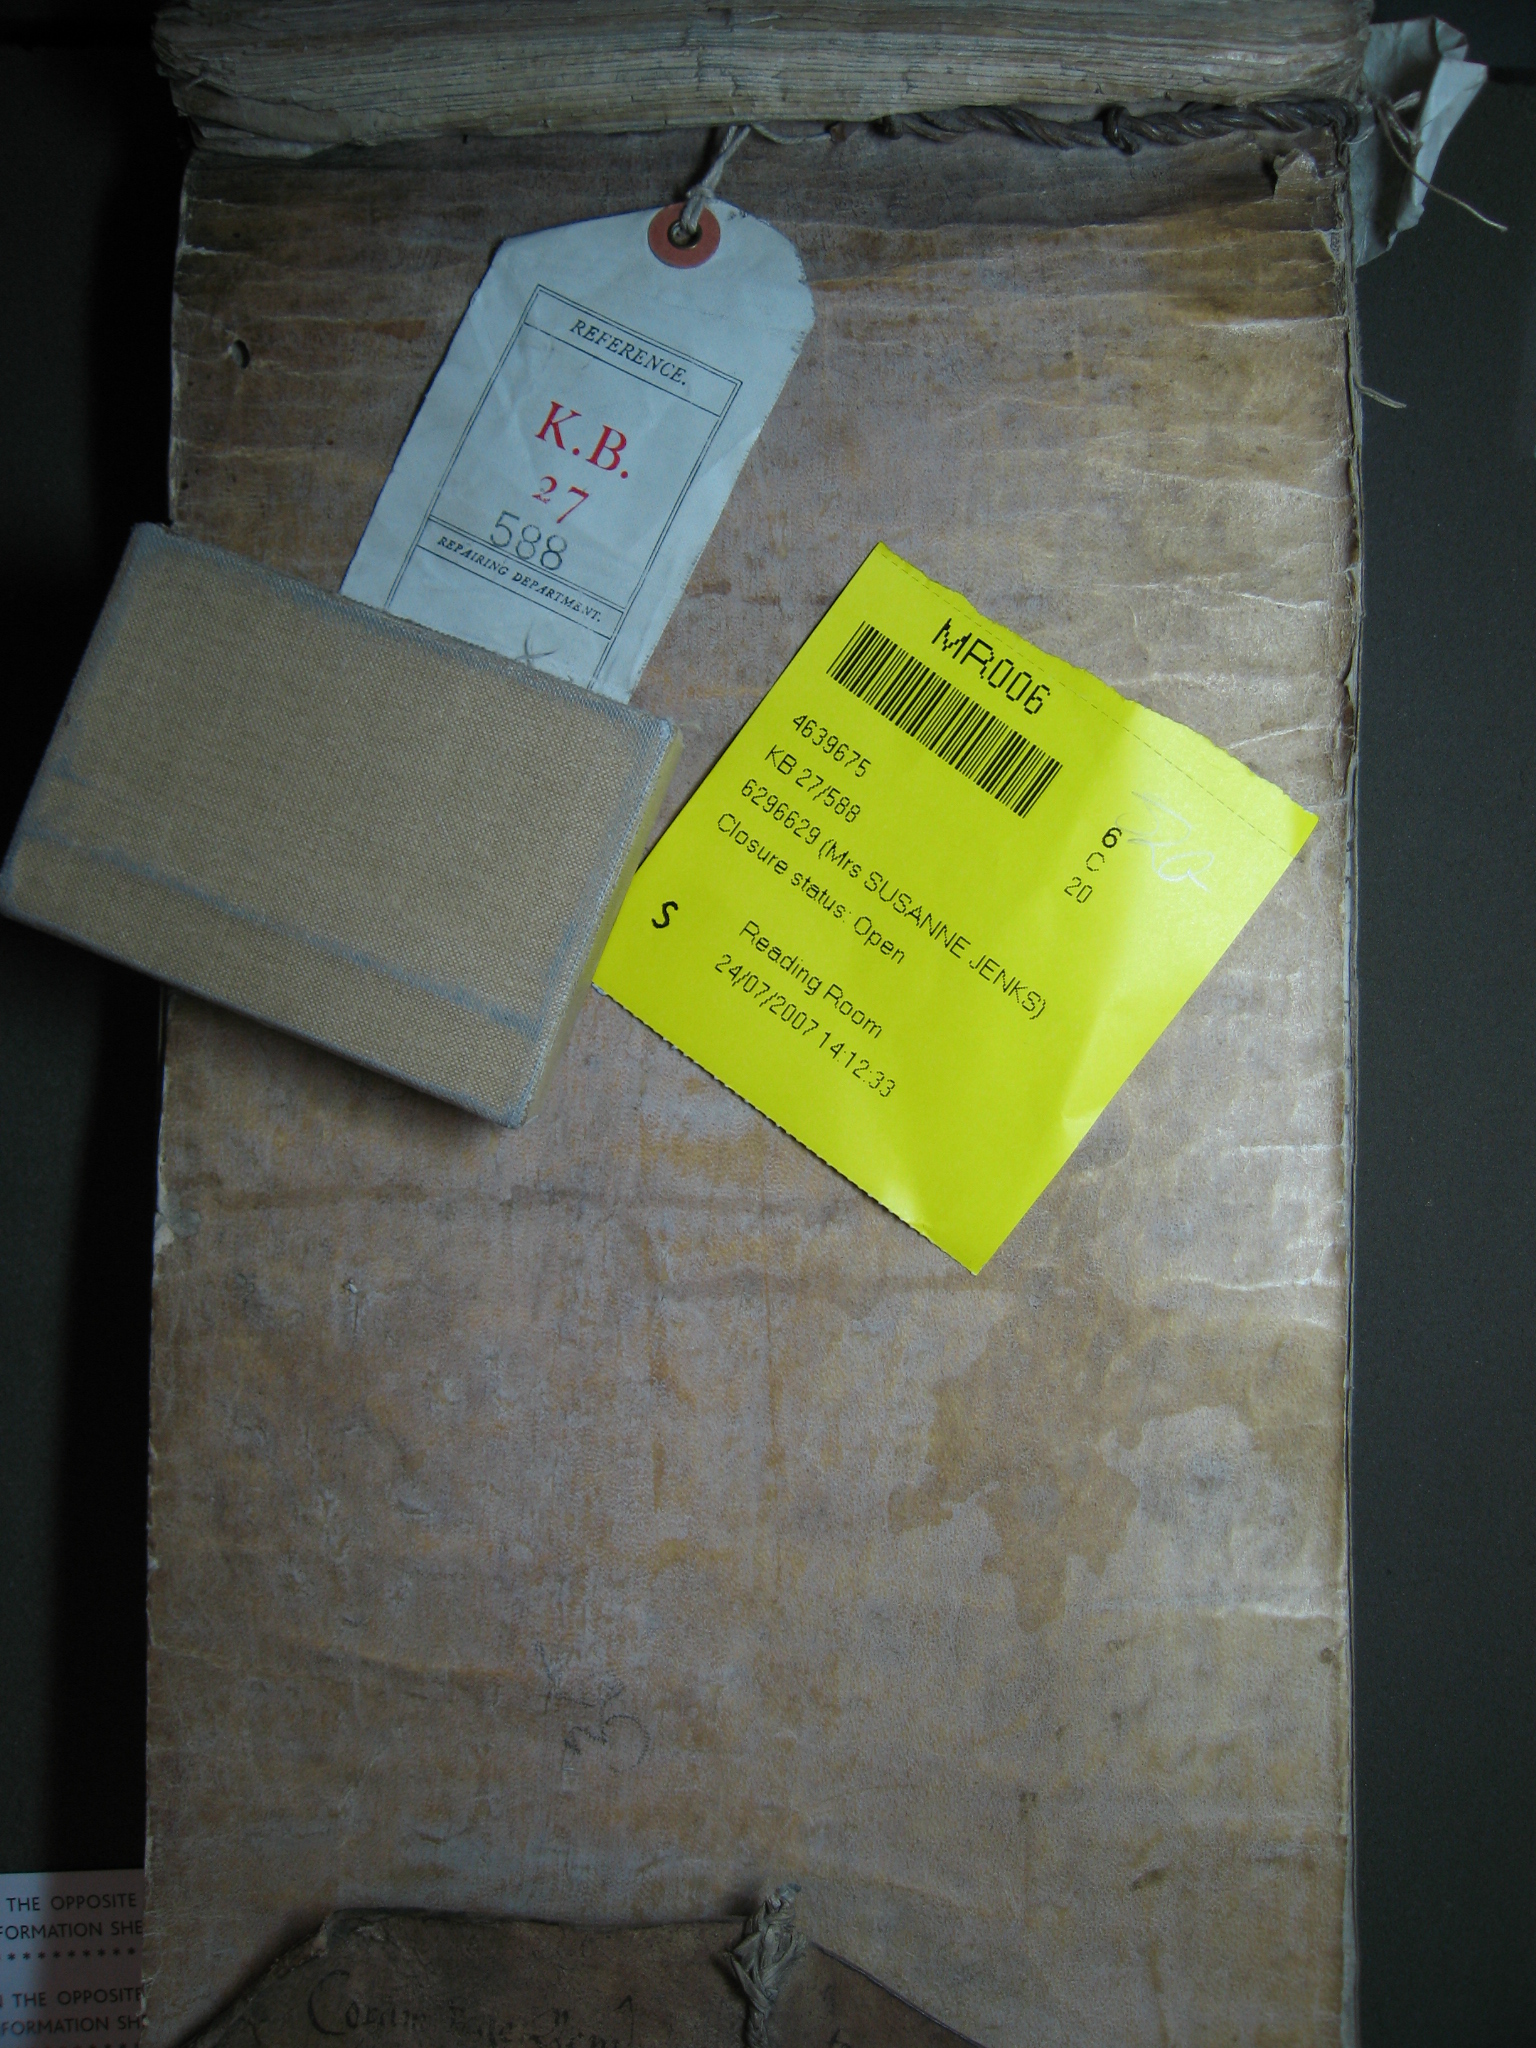 REFERENCE.
K.B.
27
588
REPAIRING DEPARTMENT.
MR006
4639675
KB 27/588
6296629 (Mrs SUSANNE JENKS)
Closure status: Open
6
C
20
S
Reading Room
24/07/2007 14:12:33
THE OPPOSITE
FORMATION SHE
*********
THE OPPOSITE
FORMATION SH